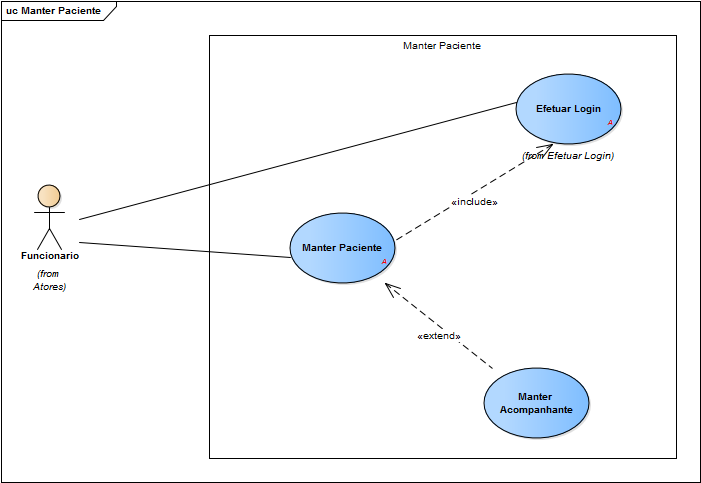 uc Manter Paciente
Manter Paciente
Efetuar Login
A
(from Efetuar Login)
«include»
Funcionario
(from
Atores)
Manter Paciente
A
«extend»
Manter
Acompanhante